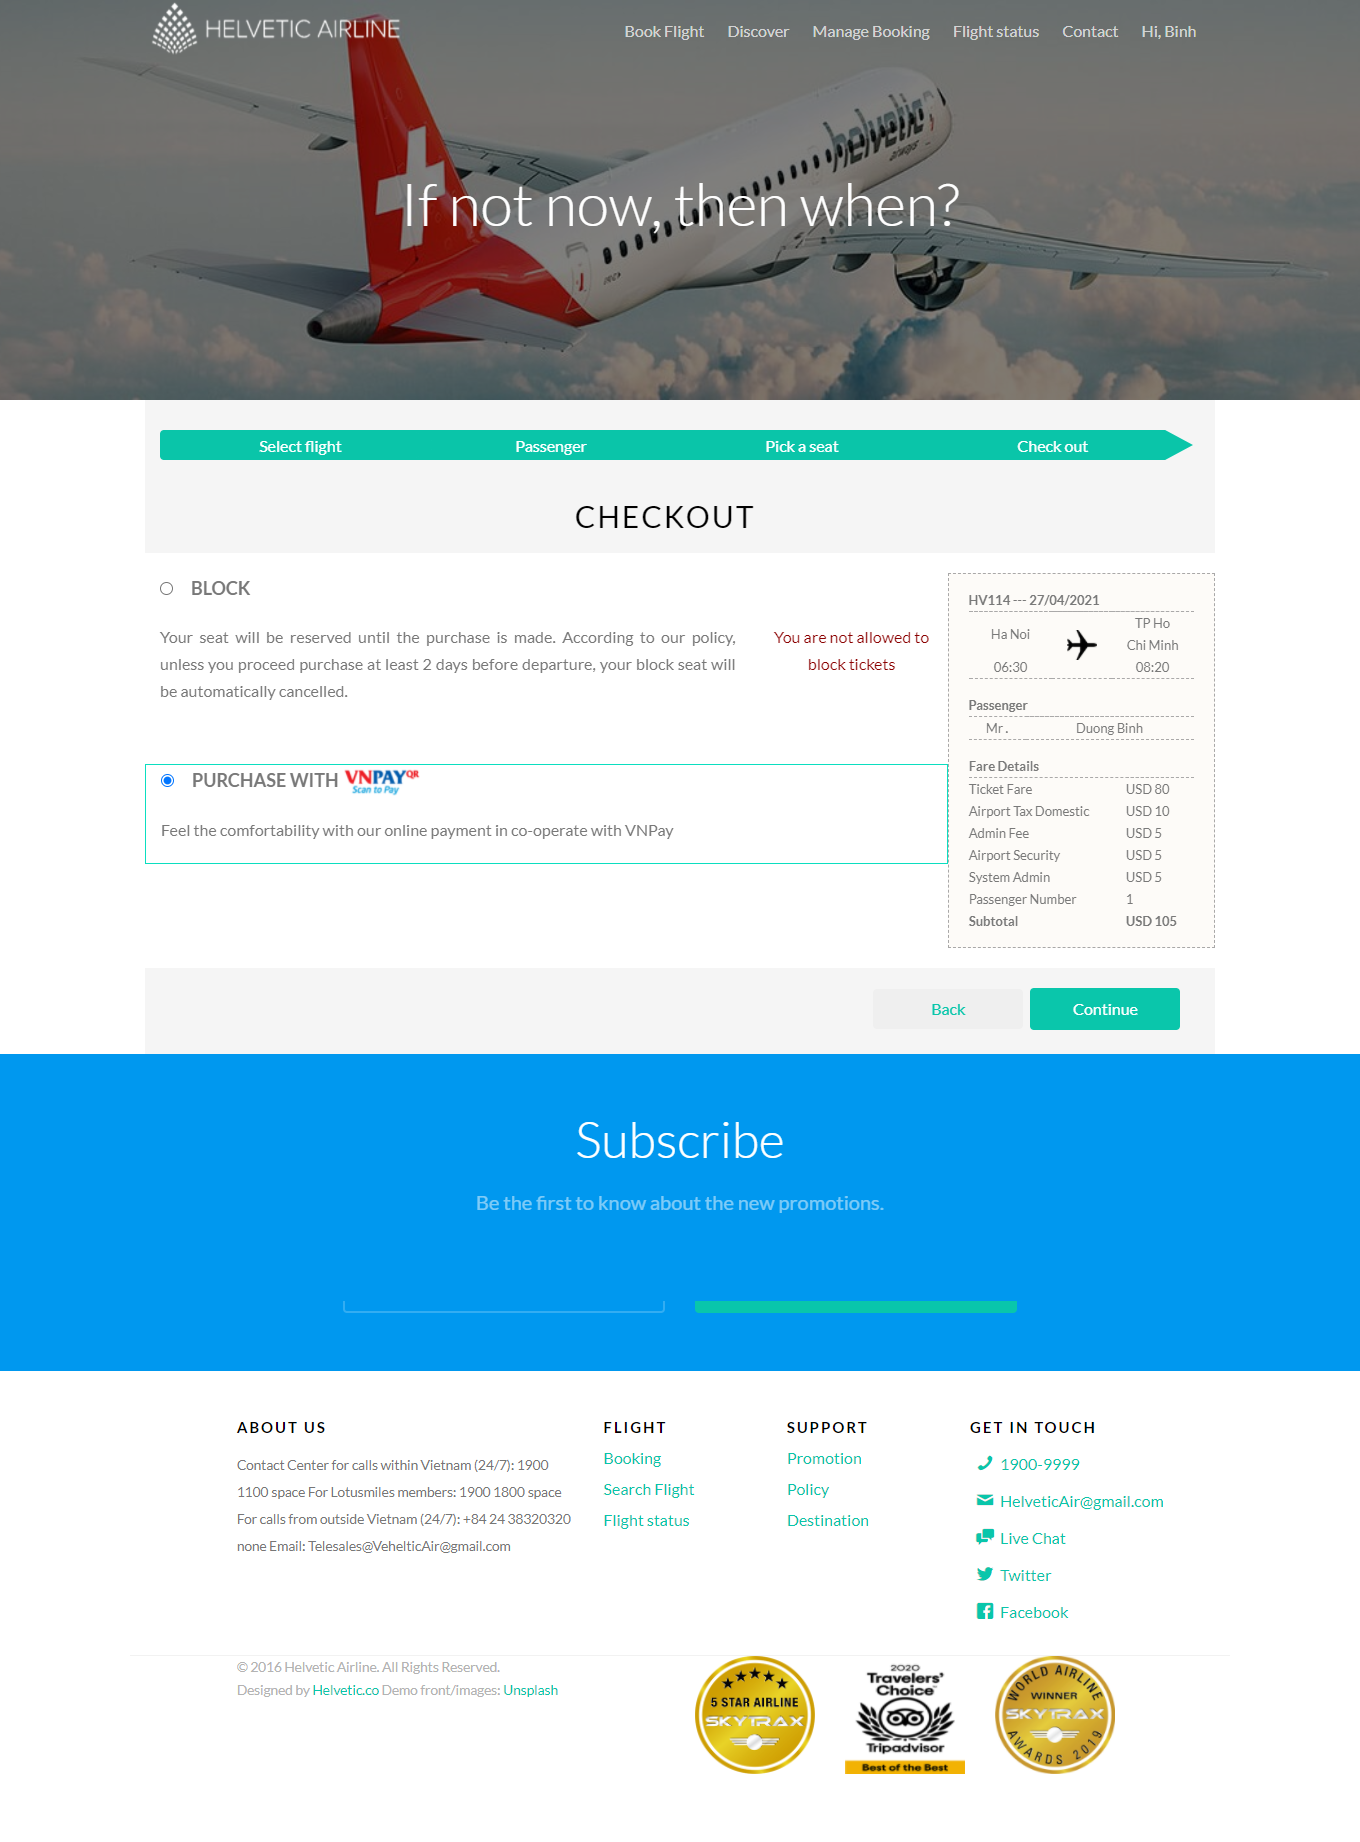 HELVETIC AIRLINE
Book Flight Discover Manage Booking Flight status Contact Hi, Binh
helvetic
airways
If not now, then when?
Select flight Passenger Pick a seat Check out
CHECKOUT
BLOCK
Your seat will be reserved until the purchase is made. According to our policy,
unless you proceed purchase at least 2 days before departure, your block seat will
be automatically cancelled.
You are not allowed to
block tickets
PURCHASE WITH VNPAYQR
Scan to Pay
Feel the comfortability with our online payment in co-operate with VNPay
HV114 --- 27/04/2021
Ha Noi
TP Ho
Chi Minh
06:30 08:20
Passenger
Mr . Duong Binh
Fare Details
Ticket Fare USD 80
Airport Tax Domestic USD 10
Admin Fee USD 5
Airport Security USD 5
System Admin USD 5
Passenger Number 1
Subtotal USD 105
Back Continue
Subscribe
Be the first to know about the new promotions.
ABOUT US
Contact Center for calls within Vietnam (24/7): 1900
1100 space For Lotusmiles members: 1900 1800 space
For calls from outside Vietnam (24/7): +84 24 38320320
none Email: Telesales@VehelticAir@gmail.com
FLIGHT
Booking
Search Flight
Flight status
SUPPORT
Promotion
Policy
Destination
GET IN TOUCH
1900-9999
HelveticAir@gmail.com
Live Chat
Twitter
Facebook
© 2016 Helvetic Airline. All Rights Reserved.
Designed by Helvetic.co Demo front/images: Unsplash
5 STAR AIRLINE
SKYTRAX
2020
Travelers'
Choice™
Tripadvisor
Best of the Best
WORLD AIRLINE
WINNER
SKYTRAX
AWARDS 2019